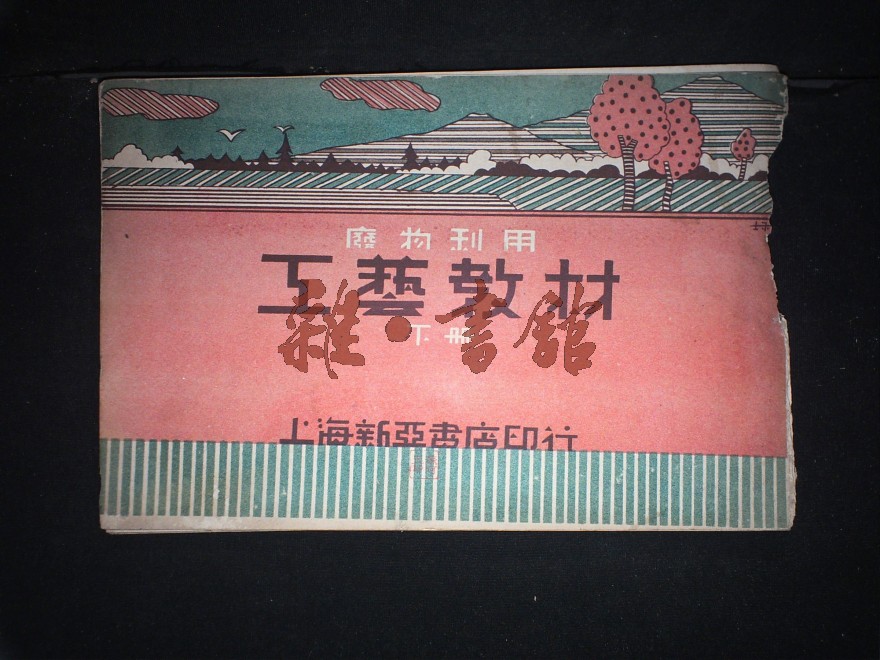 廢物利用
工藝教材
雜·書館
下册
上海新亞書店印行